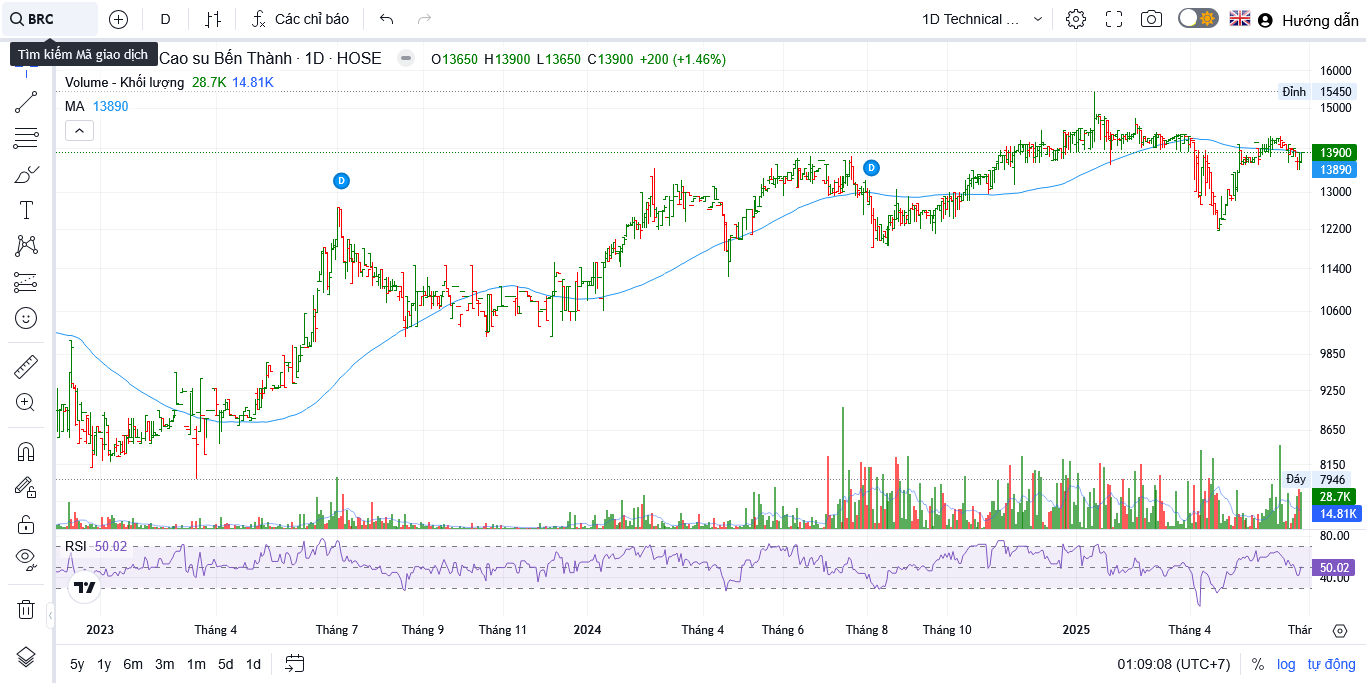 BRC D Các chỉ báo 1D Technical ... Hướng dẫn
Tìm kiếm Mã giao dịch
Cao su Bến Thành · 1D · HOSE O13650 H13900 L13650 C13900 +200 (+1.46%)
Volume - Khối lượng 28.7K 14.81K
MA 13890
16000
Đỉnh 15450
15000
13900
13890
13000
12200
11400
10600
9850
9250
8650
8150
Đáy 7946
28.7K
14.81K
D
D
RSI 50.02
80.00
50.02
40.00
2023 Tháng 4 Tháng 7 Tháng 9 Tháng 11 2024 Tháng 4 Tháng 6 Tháng 8 Tháng 10 2025 Tháng 4 Thár
5y 1y 6m 3m 1m 5d 1d 01:09:08 (UTC+7) % log tự động